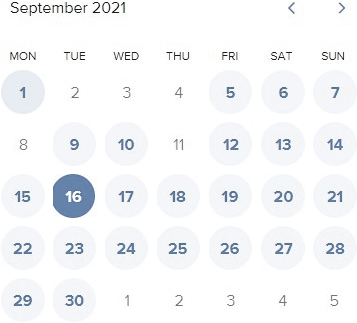 September 2021
MON TUE WED THU FRI SAT SUN
1 2 3 4 5 6 7
8 9 10 11 12 13 14
15 16 17 18 19 20 21
22 23 24 25 26 27 28
29 30 1 2 3 4 5